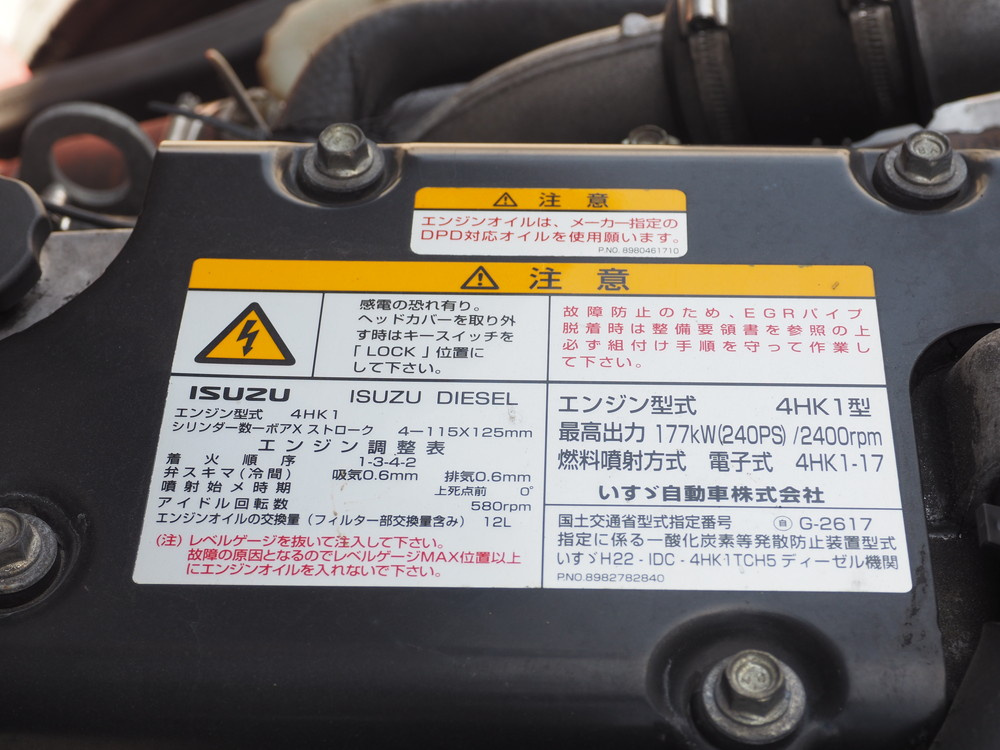 ⚠ 注意
エンジンオイルは、メーカー指定の
DPD対応オイルを使用願います。
P.NO. 8980461710
⚠ 注意
感電の恐れ有り。
ヘッドカバーを取り外
す時はキースイッチを
「LOCK」位置に
して下さい。
故障防止のため、EGRパイプ
脱着時は整備要領書を参照の上
必ず組付け手順を守って作業し
て下さい。
ISUZU ISUZU DIESEL
エンジン型式 4HK1
シリンダー数ーボアX ストローク 4ー115X125mm
エンジン調整表
着火順序 1-3-4-2
弁スキマ(冷間) 吸気0.6mm 排気0.6mm
噴射始メ時期 上死点前 0°
アイドル回転数 580rpm
エンジンオイルの交換量(フィルター部交換量含み) 12L
(注)レベルゲージを抜いて注入して下さい。
故障の原因となるのでレベルゲージMAX位置以上
にエンジンオイルを入れないで下さい。
エンジン型式 4HK1型
最高出力 177kW(240PS)/2400rpm
燃料噴射方式 電子式 4HK1-17
いすゞ自動車株式会社
国土交通省型式指定番号 ㊐ G-2617
指定に係る一酸化炭素等発散防止装置型式
いすゞH22-IDC-4HK1TCH5 ディーゼル機関
P.NO.8982782840